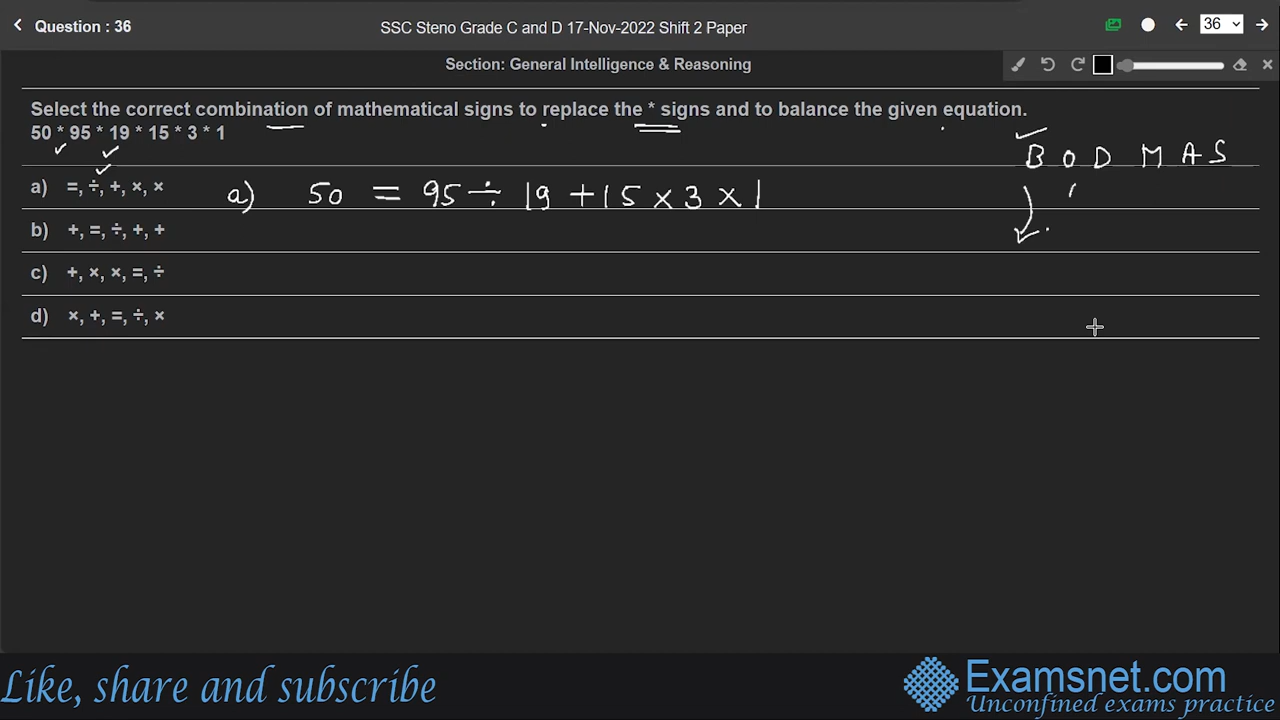 Question : 36
SSC Steno Grade C and D 17-Nov-2022 Shift 2 Paper
36
Section: General Intelligence & Reasoning
Select the correct combination of mathematical signs to replace the * signs and to balance the given equation.
50 * 95 * 19 * 15 * 3 * 1
B O D M A S
a) =, ÷, +, ×, ×
a) 50 = 95 ÷ 19 + 15 × 3 × 1
b) +, =, ÷, +, +
c) +, ×, ×, =, ÷
d) ×, +, =, ÷, ×
Like, share and subscribe
Examsnet.com
Unconfined exams practice